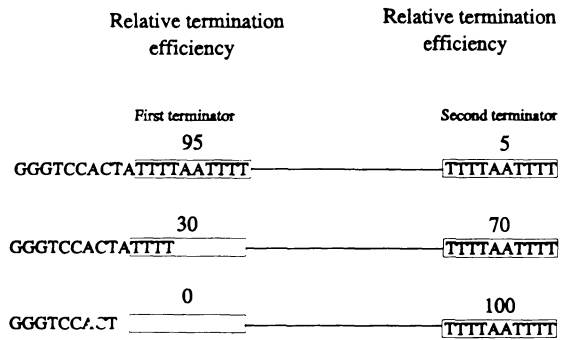 Relative termination efficiency
Relative termination efficiency
First terminator
Second terminator
95
5
GGGTCCACTATTTTTAATTTT
TTTTAATTTT
30
70
GGGTCCACTATTTT
TTTTAATTTT
0
100
TTTTAATTTT